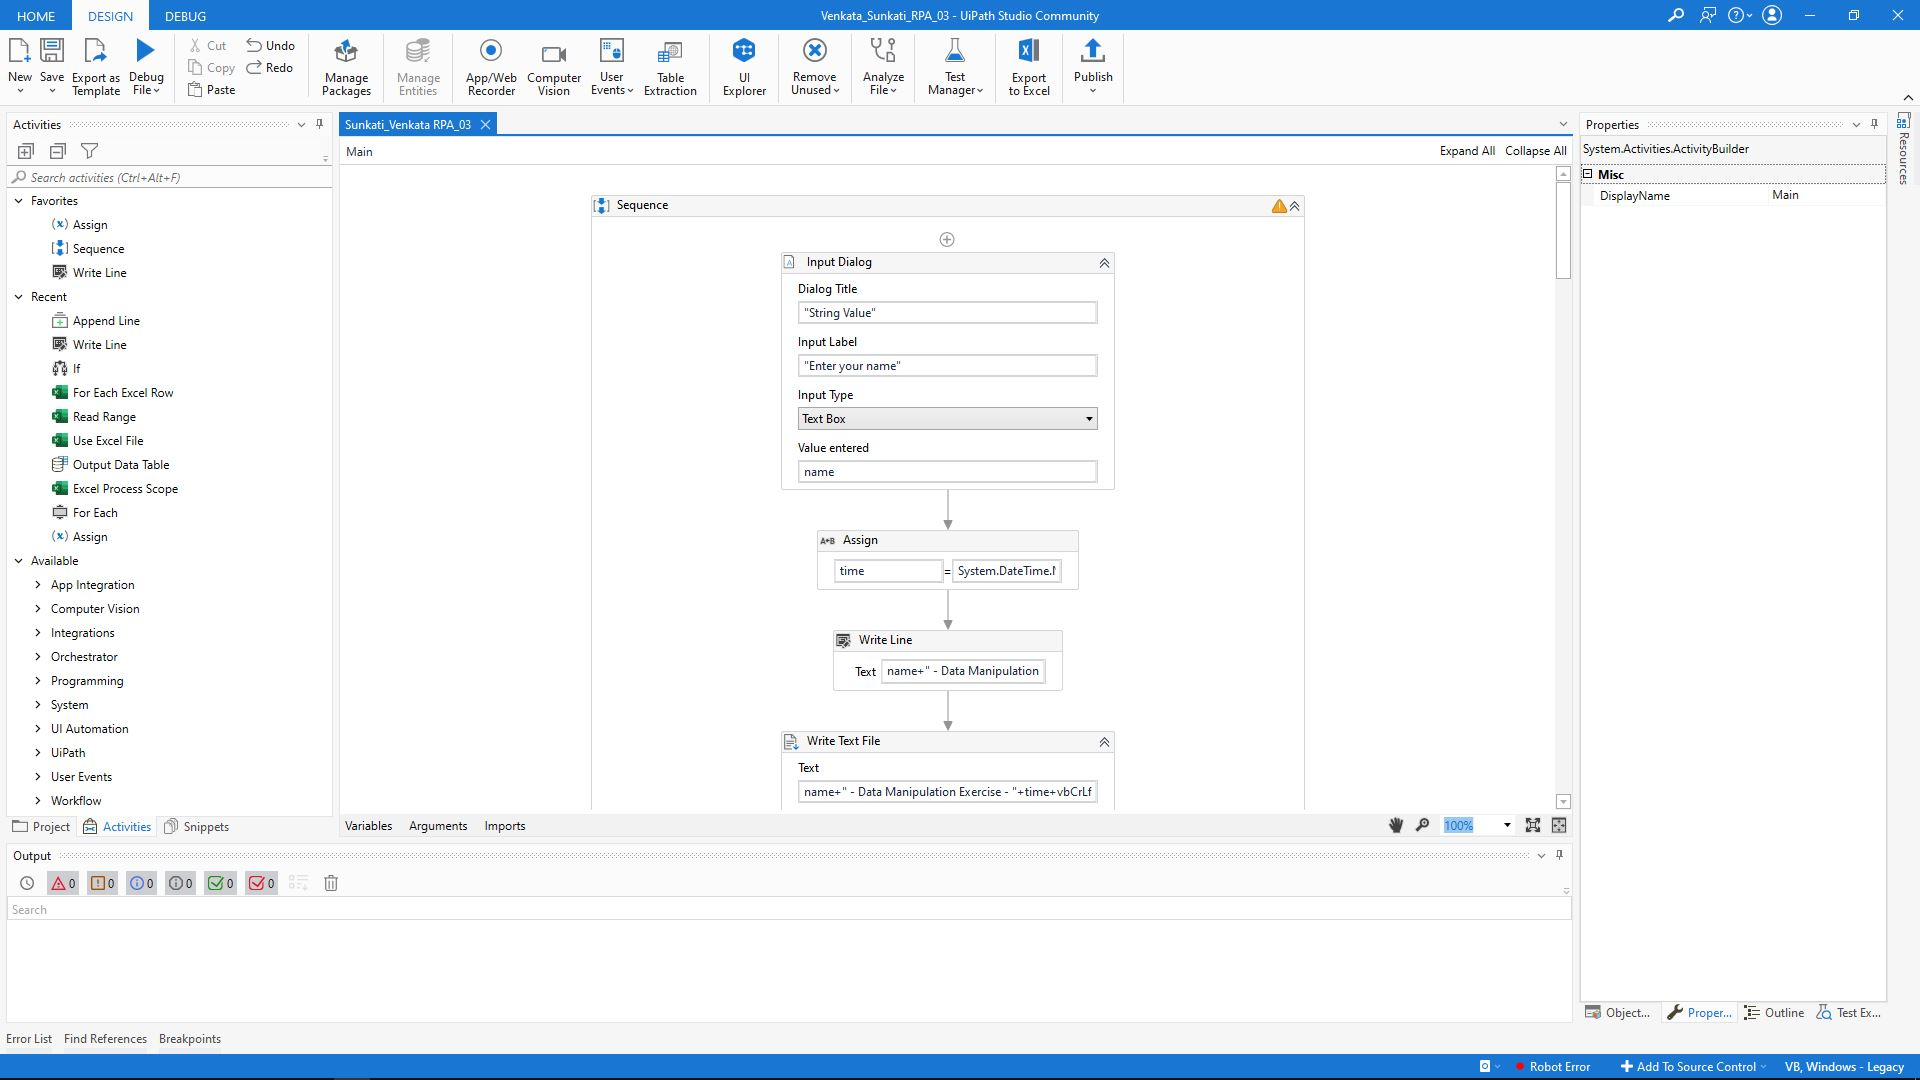 HOME DESIGN DEBUG Venkata_Sunkati_RPA_03 - UiPath Studio Community
New Save Export as Template Debug File
Cut Copy Paste Undo Redo
Manage Packages
Manage Entities
App/Web Recorder
Computer Vision
User Events
Table Extraction
UI Explorer
Remove Unused
Analyze File
Test Manager
Export to Excel
Publish
Activities
Search activities (Ctrl+Alt+F)
Favorites
Assign
Sequence
Write Line
Recent
Append Line
Write Line
If
For Each Excel Row
Read Range
Use Excel File
Output Data Table
Excel Process Scope
For Each
Assign
Available
App Integration
Computer Vision
Integrations
Orchestrator
Programming
System
UI Automation
UiPath
User Events
Workflow
Project Activities Snippets
Sunkati_Venkata RPA_03
Main Expand All Collapse All
Sequence
Input Dialog
Dialog Title
"String Value"
Input Label
"Enter your name"
Input Type
Text Box
Value entered
name
A+B Assign
time = System.DateTime.
Write Line
Text name+" - Data Manipulation
Write Text File
Text
name+" - Data Manipulation Exercise - "+time+vbCrLf
Variables Arguments Imports 100%
Properties
System.Activities.ActivityBuilder
Misc
DisplayName Main
Resources
Object... Proper... Outline Test Ex...
Output
0 0 0 0 0 0
Search
Error List Find References Breakpoints
Robot Error Add To Source Control VB, Windows - Legacy